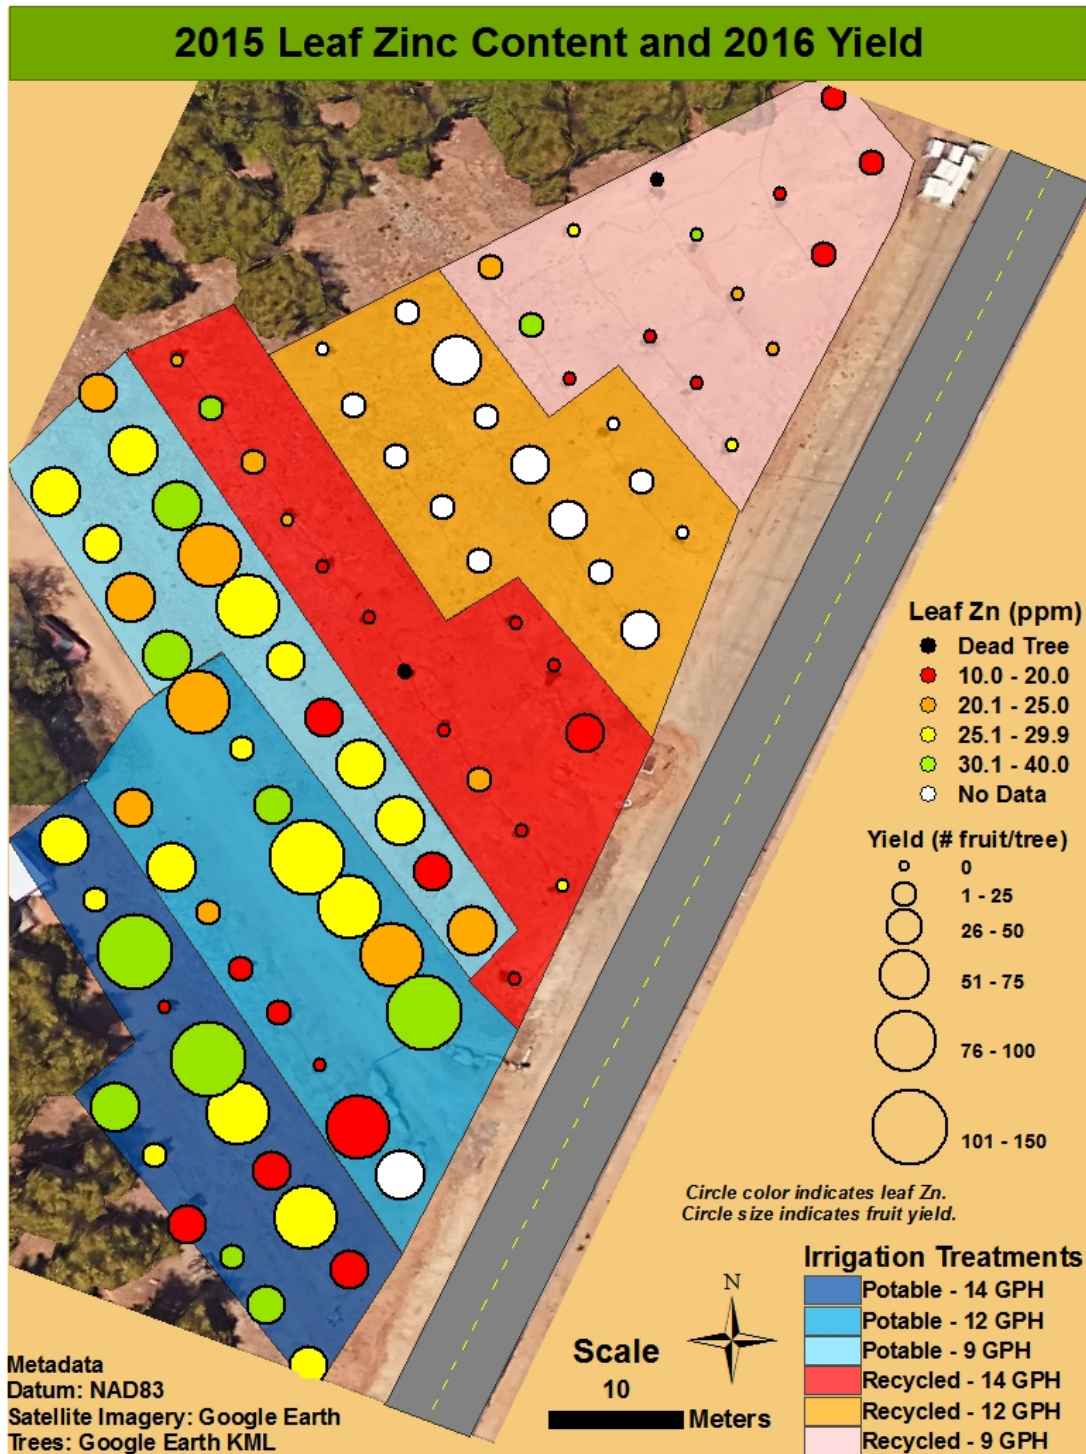 2015 Leaf Zinc Content and 2016 Yield
Leaf Zn (ppm)
Dead Tree
10.0 - 20.0
20.1 - 25.0
25.1 - 29.9
30.1 - 40.0
No Data
Yield (# fruit/tree)
0
1 - 25
26 - 50
51 - 75
76 - 100
101 - 150
Circle color indicates leaf Zn.
Circle size indicates fruit yield.
Irrigation Treatments
Potable - 14 GPH
Potable - 12 GPH
Potable - 9 GPH
Recycled - 14 GPH
Recycled - 12 GPH
Recycled - 9 GPH
N
Scale
10
Meters
Metadata
Datum: NAD83
Satellite Imagery: Google Earth
Trees: Google Earth KML